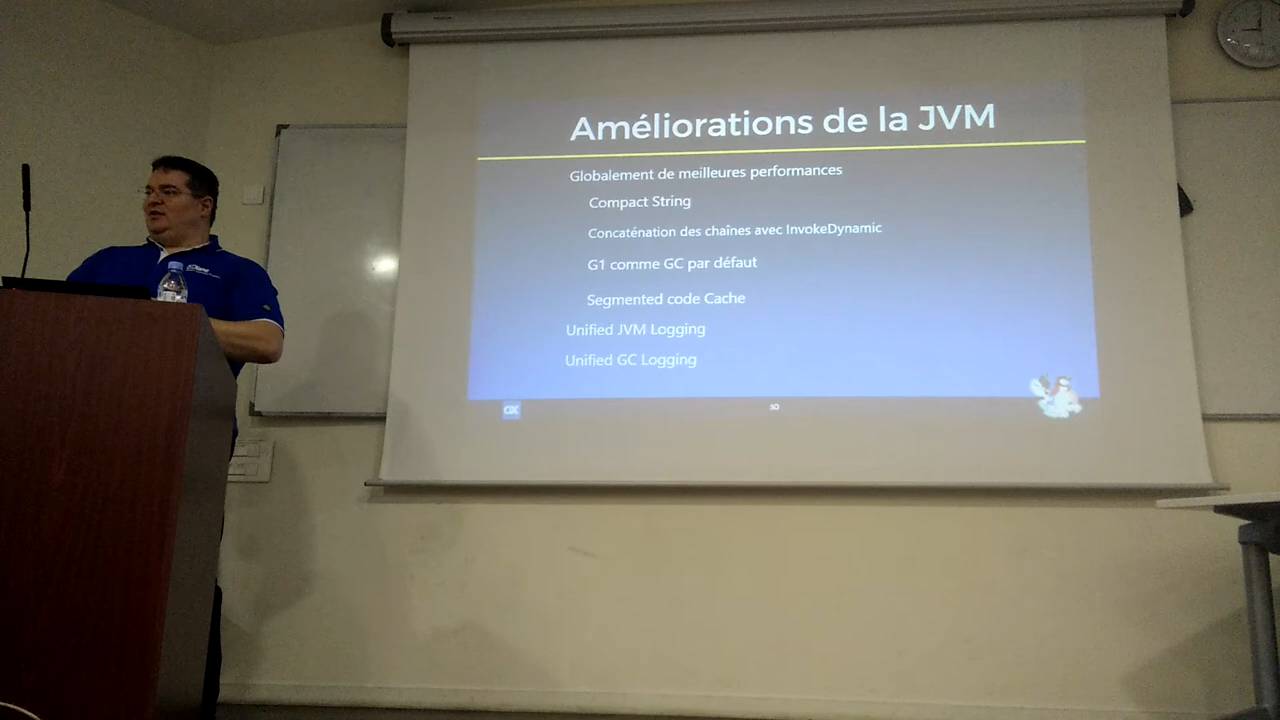 Améliorations de la JVM
Globalement de meilleures performances
Compact String
Concaténation des chaînes avec InvokeDynamic
G1 comme GC par défaut
Segmented code Cache
Unified JVM Logging
Unified GC Logging